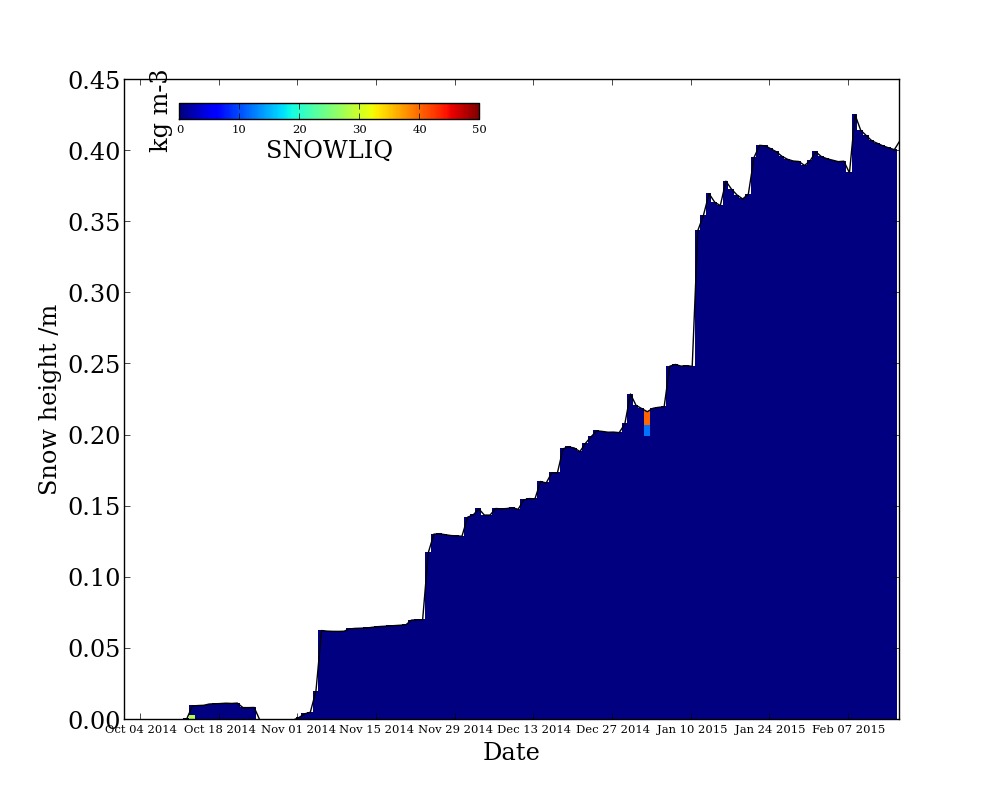 0.45
kg m-3
0 10 20 30 40 50
SNOWLIQ
0.40
0.35
0.30
0.25
0.20
0.15
0.10
0.05
0.00
Snow height /m
Oct 04 2014 Oct 18 2014 Nov 01 2014 Nov 15 2014 Nov 29 2014 Dec 13 2014 Dec 27 2014 Jan 10 2015 Jan 24 2015 Feb 07 2015
Date